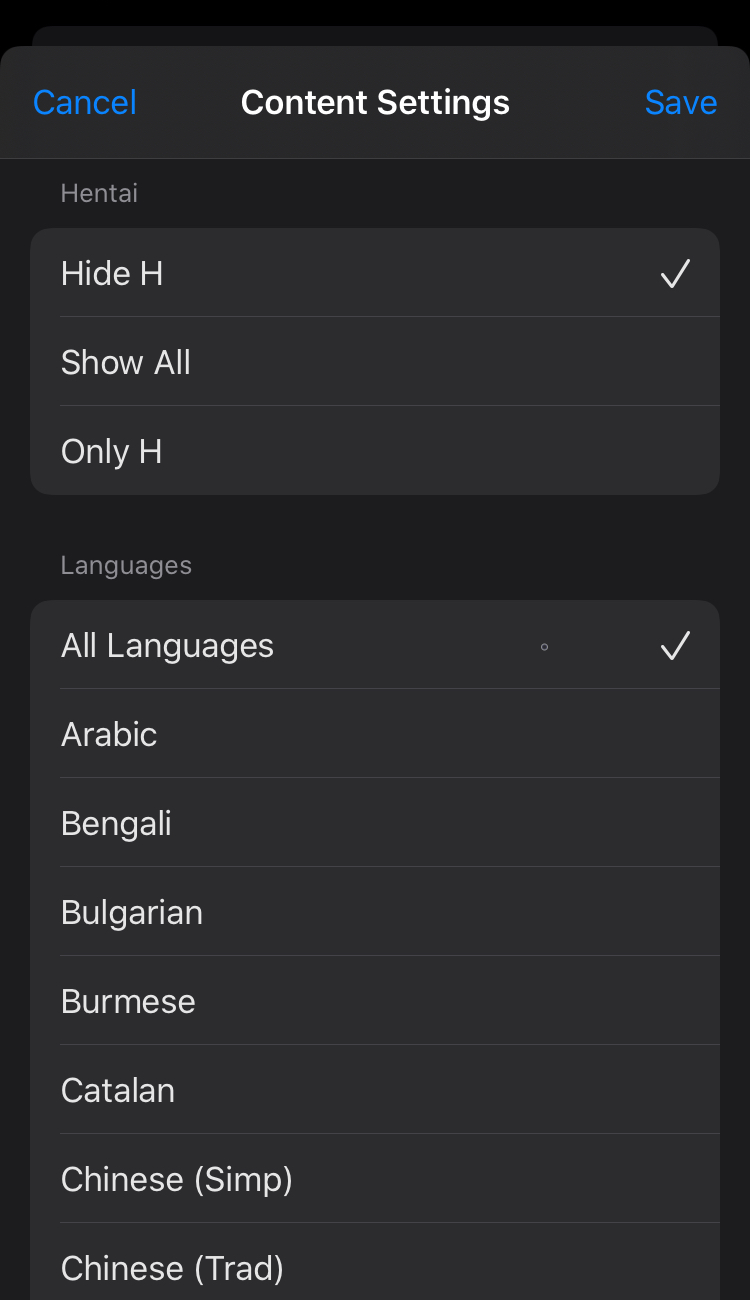 Cancel Content Settings Save
Hentai
Hide H
Show All
Only H
Languages
All Languages
Arabic
Bengali
Bulgarian
Burmese
Catalan
Chinese (Simp)
Chinese (Trad)